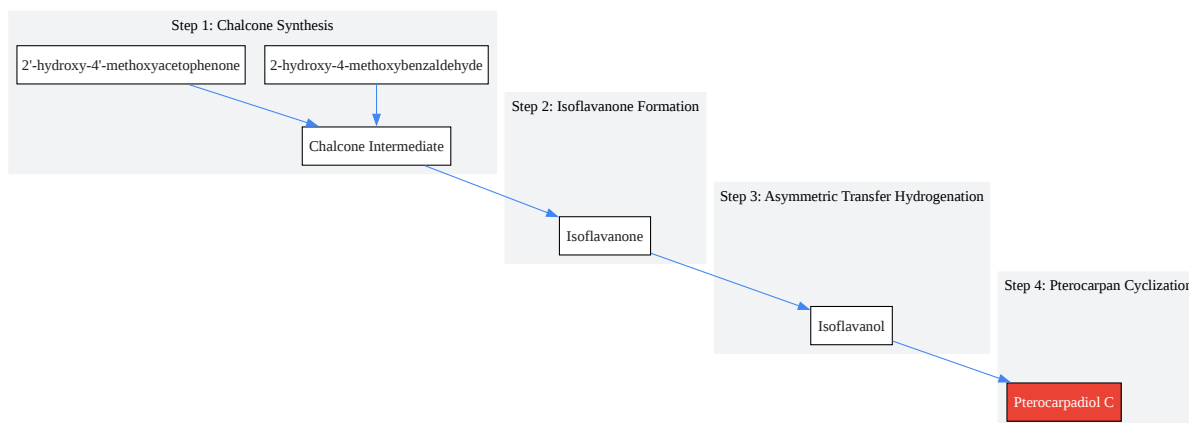 Step 1: Chalcone Synthesis
2'-hydroxy-4'-methoxyacetophenone
2-hydroxy-4-methoxybenzaldehyde
Chalcone Intermediate
Step 2: Isoflavanone Formation
Isoflavanone
Step 3: Asymmetric Transfer Hydrogenation
Isoflavanol
Step 4: Pterocarpan Cyclization
Pterocarpadiol C